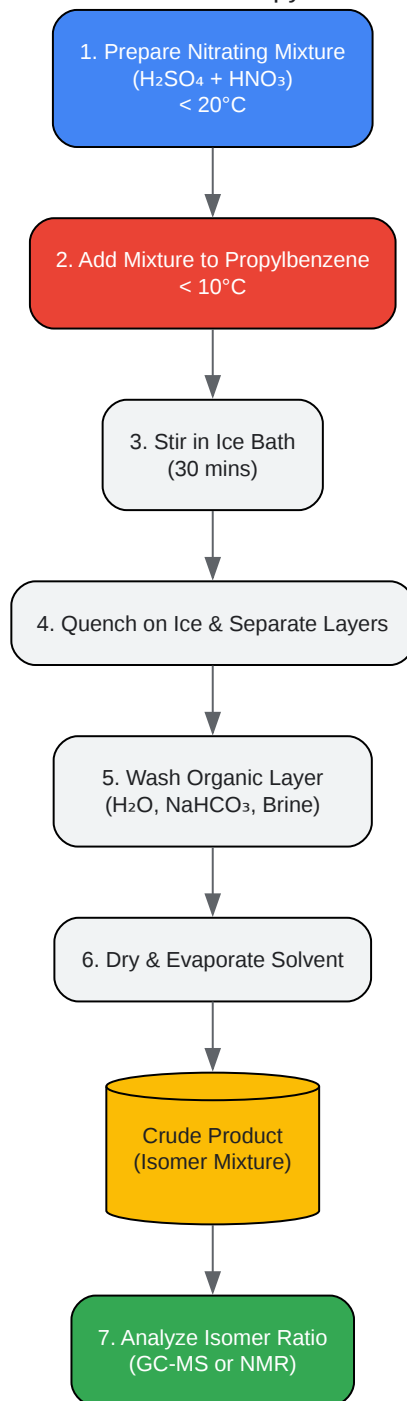 1. Prepare Nitrating Mixture
(H₂SO₄ + HNO₃)
< 20°C
2. Add Mixture to Propylbenzene
< 10°C
3. Stir in Ice Bath
(30 mins)
4. Quench on Ice & Separate Layers
5. Wash Organic Layer
(H₂O, NaHCO₃, Brine)
6. Dry & Evaporate Solvent
Crude Product
(Isomer Mixture)
7. Analyze Isomer Ratio
(GC-MS or NMR)